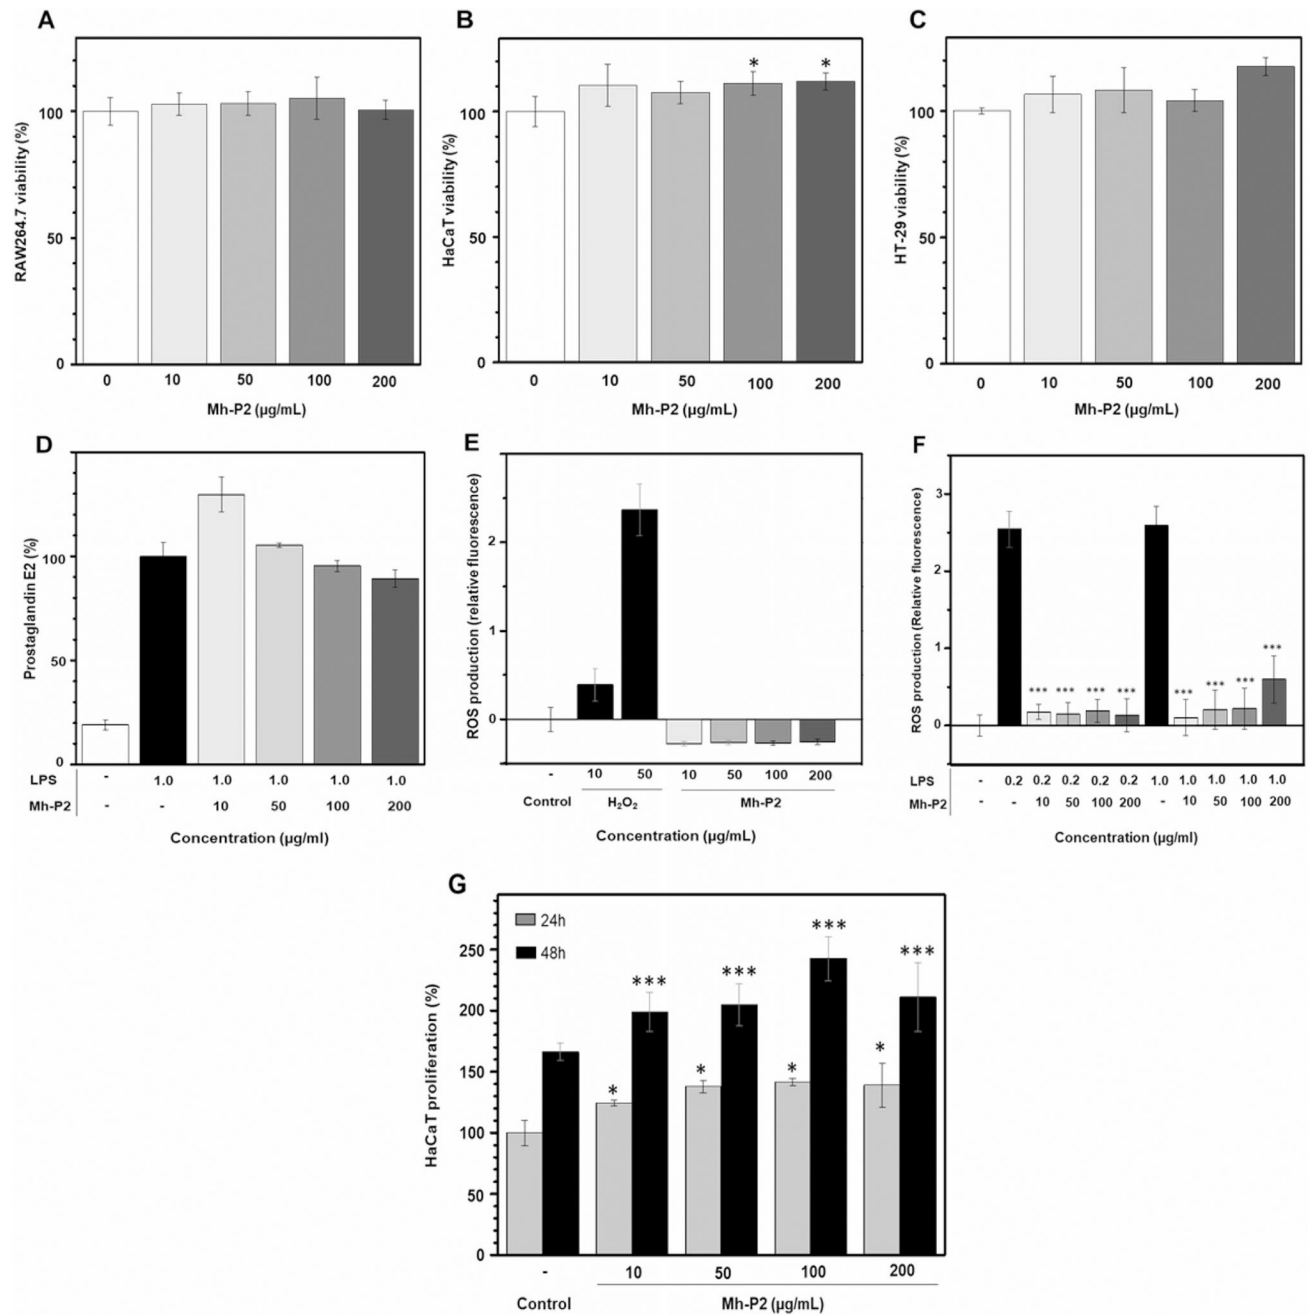 A
RAW264.7 viability (%)
100
50
0
0 10 50 100 200
Mh-P2 (µg/mL)
B
HaCaT viability (%)
* *
100
50
0
0 10 50 100 200
Mh-P2 (µg/mL)
C
HT-29 viability (%)
100
50
0
0 10 50 100 200
Mh-P2 (µg/mL)
D
Prostaglandin E2 (%)
100
50
0
LPS - 1.0 1.0 1.0 1.0 1.0
Mh-P2 - - 10 50 100 200
Concentration (µg/ml)
E
ROS production (relative fluorescence)
2
1
0
- 10 50 10 50 100 200
Control H₂O₂ Mh-P2
Concentration (µg/mL)
F
ROS production (Relative fluorescence)
3
2
1
0
*** *** *** *** *** *** *** ***
LPS - 0.2 0.2 0.2 0.2 0.2 1.0 1.0 1.0 1.0 1.0
Mh-P2 - - 10 50 100 200 - 10 50 100 200
Concentration (µg/ml)
G
HaCaT proliferation (%)
24h
48h
250
200
150
100
50
0
* *** * *** * *** * ***
- 10 50 100 200
Control Mh-P2 (µg/mL)